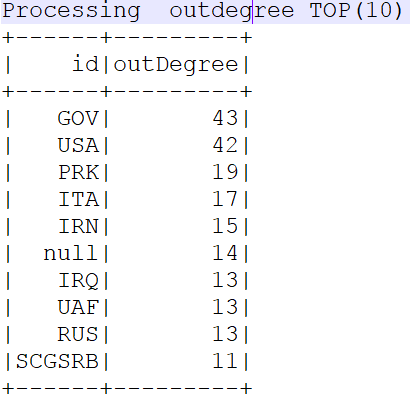 Processing  outdegree TOP(10)
+------+---------+
|    id|outDegree|
+------+---------+
|   GOV|       43|
|   USA|       42|
|   PRK|       19|
|   ITA|       17|
|   IRN|       15|
|  null|       14|
|   IRQ|       13|
|   UAF|       13|
|   RUS|       13|
|SCGSRB|       11|
+------+---------+